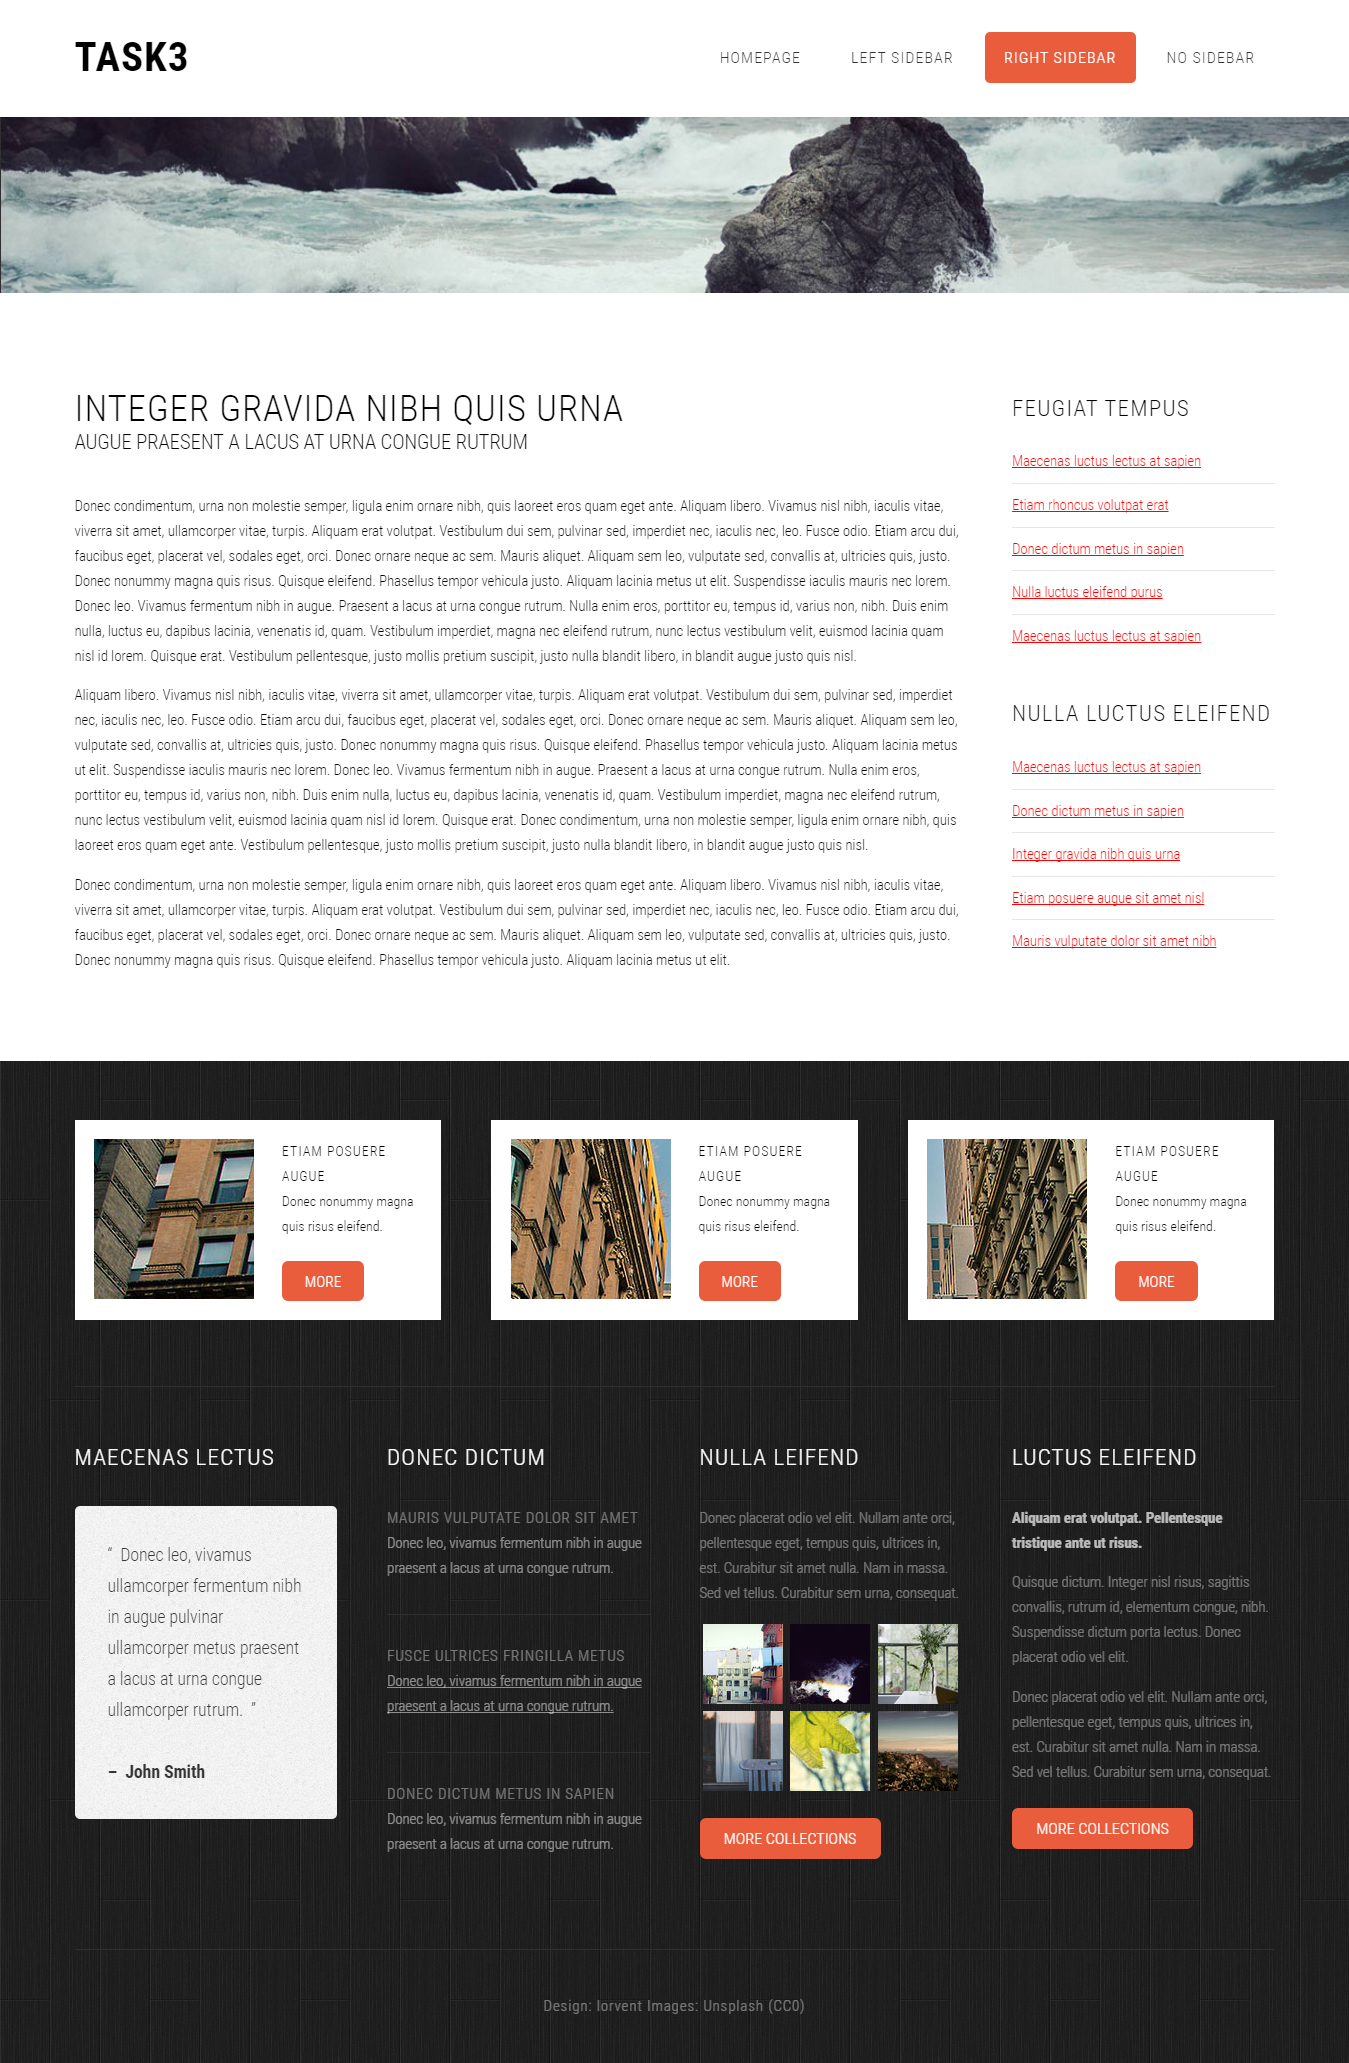 TASK3
HOMEPAGE LEFT SIDEBAR RIGHT SIDEBAR NO SIDEBAR
INTEGER GRAVIDA NIBH QUIS URNA
AUGUE PRAESENT A LACUS AT URNA CONGUE RUTRUM
Donec condimentum, urna non molestie semper, ligula enim ornare nibh, quis laoreet eros quam eget ante. Aliquam libero. Vivamus nisl nibh, iaculis vitae,
viverra sit amet, ullamcorper vitae, turpis. Aliquam erat volutpat. Vestibulum dui sem, pulvinar sed, imperdiet nec, iaculis nec, leo. Fusce odio. Etiam arcu dui,
faucibus eget, placerat vel, sodales eget, orci. Donec ornare neque ac sem. Mauris aliquet. Aliquam sem leo, vulputate sed, convallis at, ultricies quis, justo.
Donec nonummy magna quis risus. Quisque eleifend. Phasellus tempor vehicula justo. Aliquam lacinia metus ut elit. Suspendisse iaculis mauris nec lorem.
Donec leo. Vivamus fermentum nibh in augue. Praesent a lacus at urna congue rutrum. Nulla enim eros, porttitor eu, tempus id, varius non, nibh. Duis enim
nulla, luctus eu, dapibus lacinia, venenatis id, quam. Vestibulum imperdiet, magna nec eleifend rutrum, nunc lectus vestibulum velit, euismod lacinia quam
nisl id lorem. Quisque erat. Vestibulum pellentesque, justo mollis pretium suscipit, justo nulla blandit libero, in blandit augue justo quis nisl.
Aliquam libero. Vivamus nisl nibh, iaculis vitae, viverra sit amet, ullamcorper vitae, turpis. Aliquam erat volutpat. Vestibulum dui sem, pulvinar sed, imperdiet
nec, iaculis nec, leo. Fusce odio. Etiam arcu dui, faucibus eget, placerat vel, sodales eget, orci. Donec ornare neque ac sem. Mauris aliquet. Aliquam sem leo,
vulputate sed, convallis at, ultricies quis, justo. Donec nonummy magna quis risus. Quisque eleifend. Phasellus tempor vehicula justo. Aliquam lacinia metus
ut elit. Suspendisse iaculis mauris nec lorem. Donec leo. Vivamus fermentum nibh in augue. Praesent a lacus at urna congue rutrum. Nulla enim eros,
porttitor eu, tempus id, varius non, nibh. Duis enim nulla, luctus eu, dapibus lacinia, venenatis id, quam. Vestibulum imperdiet, magna nec eleifend rutrum,
nunc lectus vestibulum velit, euismod lacinia quam nisl id lorem. Quisque erat. Donec condimentum, urna non molestie semper, ligula enim ornare nibh, quis
laoreet eros quam eget ante. Vestibulum pellentesque, justo mollis pretium suscipit, justo nulla blandit libero, in blandit augue justo quis nisl.
Donec condimentum, urna non molestie semper, ligula enim ornare nibh, quis laoreet eros quam eget ante. Aliquam libero. Vivamus nisl nibh, iaculis vitae,
viverra sit amet, ullamcorper vitae, turpis. Aliquam erat volutpat. Vestibulum dui sem, pulvinar sed, imperdiet nec, iaculis nec, leo. Fusce odio. Etiam arcu dui,
faucibus eget, placerat vel, sodales eget, orci. Donec ornare neque ac sem. Mauris aliquet. Aliquam sem leo, vulputate sed, convallis at, ultricies quis, justo.
Donec nonummy magna quis risus. Quisque eleifend. Phasellus tempor vehicula justo. Aliquam lacinia metus ut elit.
FEUGIAT TEMPUS
Maecenas luctus lectus at sapien
Etiam rhoncus volutpat erat
Donec dictum metus in sapien
Nulla luctus eleifend purus
Maecenas luctus lectus at sapien
NULLA LUCTUS ELEIFEND
Maecenas luctus lectus at sapien
Donec dictum metus in sapien
Integer gravida nibh quis urna
Etiam posuere augue sit amet nisl
Mauris vulputate dolor sit amet nibh
ETIAM POSUERE
AUGUE
Donec nonummy magna
quis risus eleifend.
MORE
ETIAM POSUERE
AUGUE
Donec nonummy magna
quis risus eleifend.
MORE
ETIAM POSUERE
AUGUE
Donec nonummy magna
quis risus eleifend.
MORE
MAECENAS LECTUS
“ Donec leo, vivamus
ullamcorper fermentum nibh
in augue pulvinar
ullamcorper metus praesent
a lacus at urna congue
ullamcorper rutrum. ”
– John Smith
DONEC DICTUM
MAURIS VULPUTATE DOLOR SIT AMET
Donec leo, vivamus fermentum nibh in augue
praesent a lacus at urna congue rutrum.
FUSCE ULTRICES FRINGILLA METUS
Donec leo, vivamus fermentum nibh in augue
praesent a lacus at urna congue rutrum.
DONEC DICTUM METUS IN SAPIEN
Donec leo, vivamus fermentum nibh in augue
praesent a lacus at urna congue rutrum.
NULLA LEIFEND
Donec placerat odio vel elit. Nullam ante orci,
pellentesque eget, tempus quis, ultrices in,
est. Curabitur sit amet nulla. Nam in massa.
Sed vel tellus. Curabitur sem urna, consequat.
MORE COLLECTIONS
LUCTUS ELEIFEND
Aliquam erat volutpat. Pellentesque
tristique ante ut risus.
Quisque dictum. Integer nisl risus, sagittis
convallis, rutrum id, elementum congue, nibh.
Suspendisse dictum porta lectus. Donec
placerat odio vel elit.
Donec placerat odio vel elit. Nullam ante orci,
pellentesque eget, tempus quis, ultrices in,
est. Curabitur sit amet nulla. Nam in massa.
Sed vel tellus. Curabitur sem urna, consequat.
MORE COLLECTIONS
Design: Iorvent Images: Unsplash (CC0)